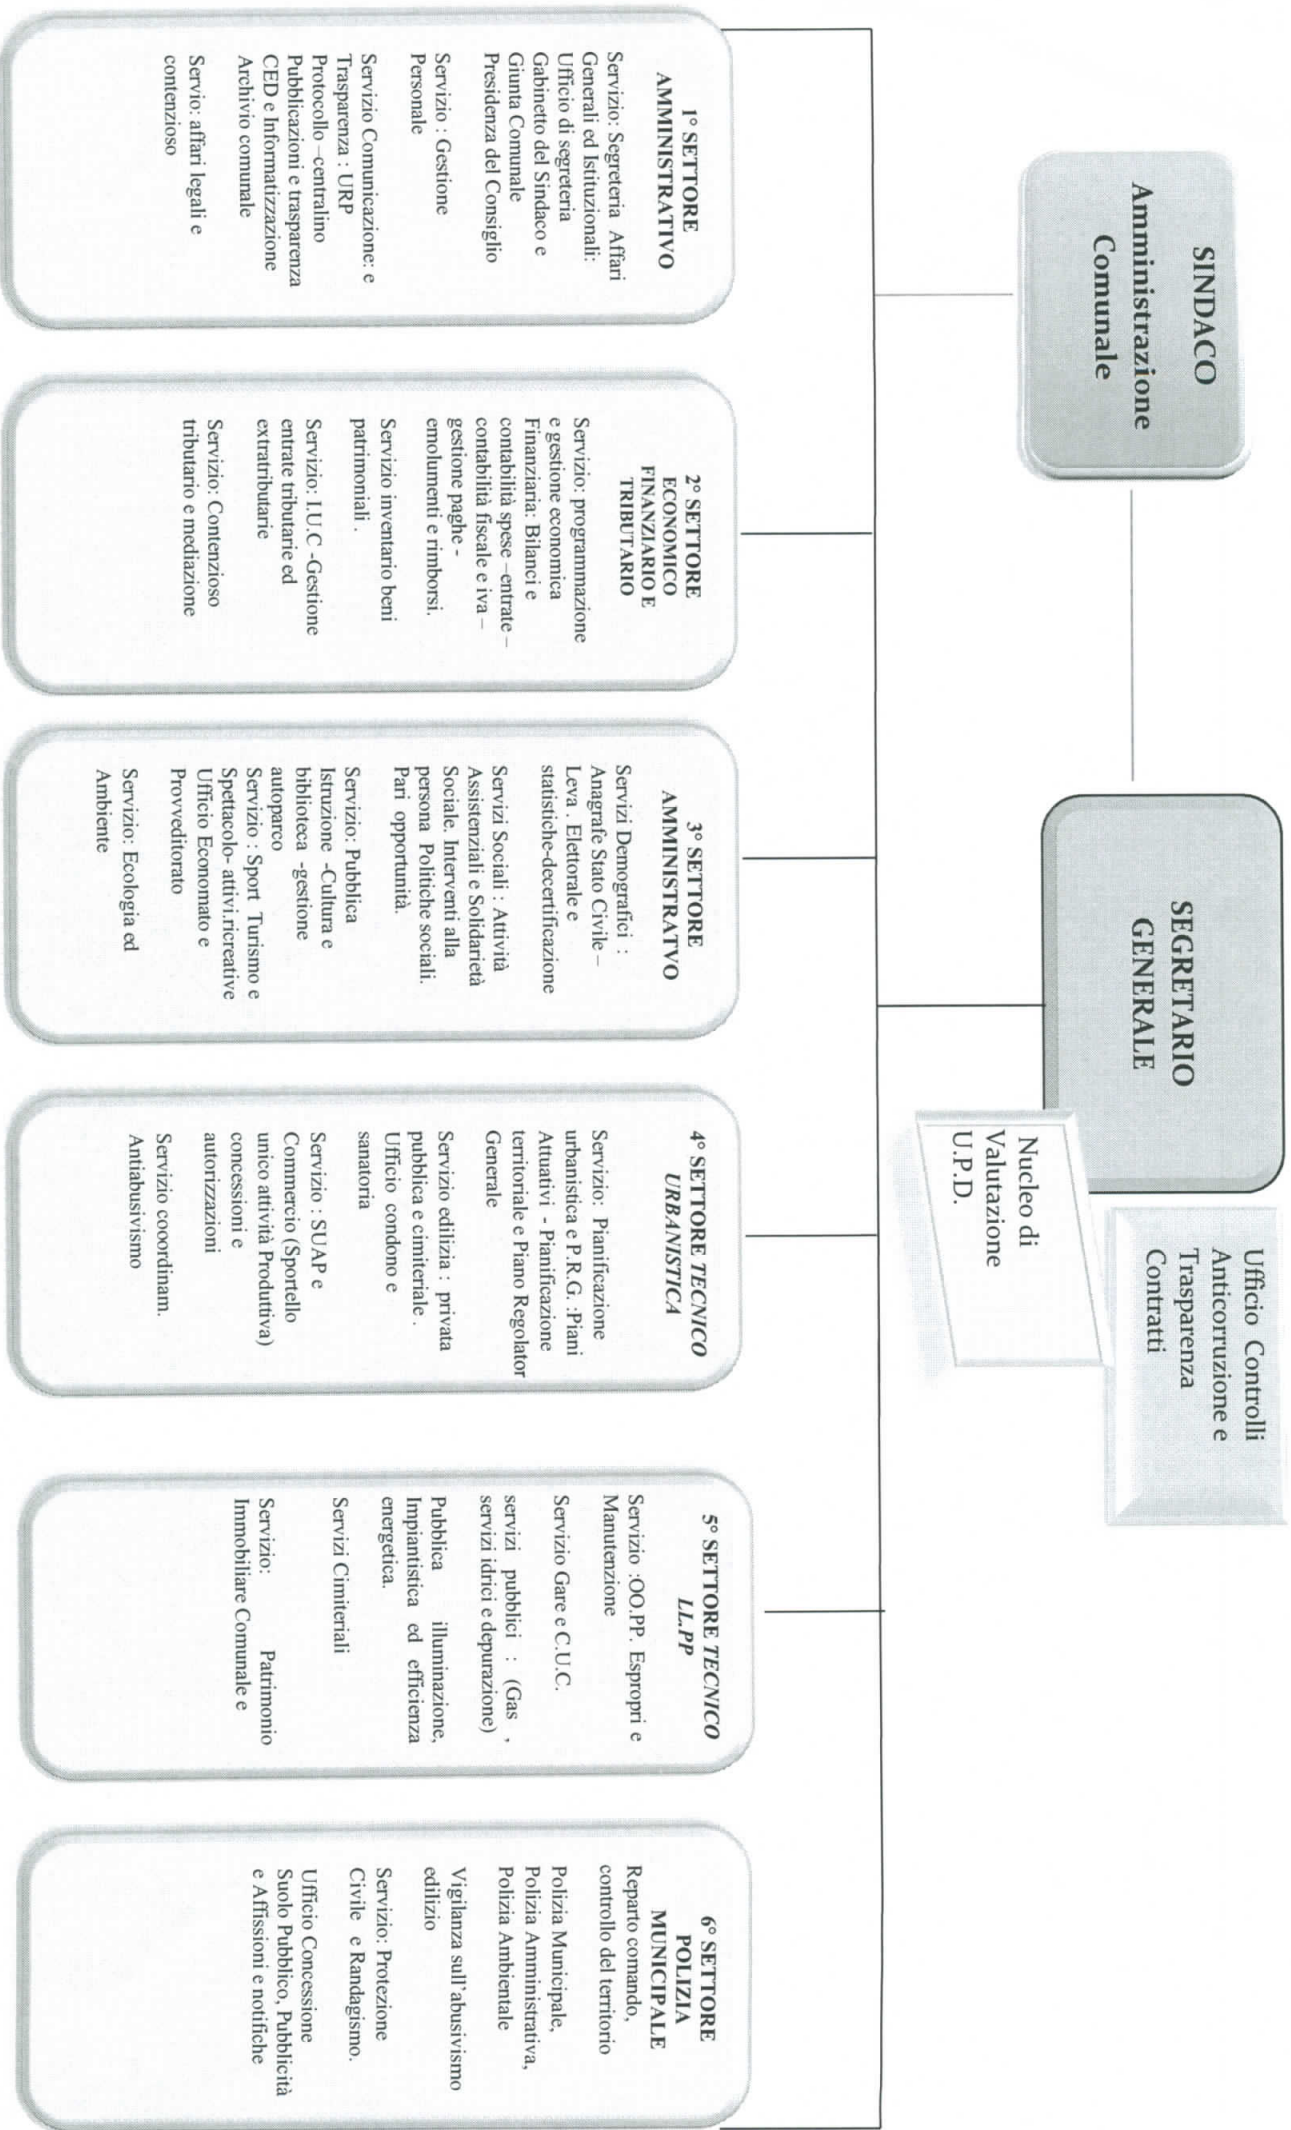 SINDACO
Amministrazione
Comunale
SEGRETARIO
GENERALE
Ufficio Controlli
Anticorruzione e
Trasparenza
Contratti
Nucleo di
Valutazione
U.P.D.
1° SETTORE
AMMINISTRATIVO
Servizio: Segreteria Affari
Generali ed Istituzionali:
Ufficio di segreteria
Gabinetto del Sindaco e
Giunta Comunale
Presidenza del Consiglio
Servizio : Gestione
Personale
Servizio Comunicazione: e
Trasparenza : URP
Protocollo –centralino
Pubblicazioni e trasparenza
CED e Informatizzazione
Archivio comunale
Servio: affari legali e
contenzioso
2° SETTORE
ECONOMICO
FINANZIARIO E
TRIBUTARIO
Servizio: programmazione
e gestione economica
Finanziaria: Bilanci e
contabilità spese –entrate –
contabilità fiscale e iva –
gestione paghe -
emolumenti e rimborsi.
Servizio inventario beni
patrimoniali .
Servizio: I.U.C -Gestione
entrate tributarie ed
extratributarie
Servizio: Contenzioso
tributario e mediazione
3° SETTORE
AMMINISTRATVO
Servizi Demografici :
Anagrafe Stato Civile –
Leva . Elettorale e
statistiche-decertificazione
Servizi Sociali : Attività
Assistenziali e Solidarietà
Sociale. Interventi alla
persona Politiche sociali.
Pari opportunità.
Servizio: Pubblica
Istruzione -Cultura e
biblioteca -gestione
autoparco
Servizio : Sport Turismo e
Spettacolo- attivi.ricreative
Ufficio Economato e
Provveditorato
Servizio: Ecologia ed
Ambiente
4° SETTORE TECNICO
URBANISTICA
Servizio: Pianificazione
urbanistica e P.R.G. :Piani
Attuativi - Pianificazione
territoriale e Piano Regolator
Generale
Servizio edilizia : privata
pubblica e cimiteriale .
Ufficio condono e
sanatoria
Servizio : SUAP e
Commercio (Sportello
unico attività Produttiva)
concessioni e
autorizzazioni
Servizio cooordinam.
Antiabusivismo
5° SETTORE TECNICO
LL.PP
Servizio :OO.PP. Espropri e
Manutenzione
Servizio Gare e C.U.C.
servizi pubblici : (Gas ,
servizi idrici e depurazione)
Pubblica illuminazione,
Impiantistica ed efficienza
energetica.
Servizi Cimiteriali
Servizio: Patrimonio
Immobiliare Comunale e
6° SETTORE
POLIZIA
MUNICIPALE
Reparto comando,
controllo del territorio
Polizia Municipale,
Polizia Amministrativa,
Polizia Ambientale
Vigilanza sull'abusivismo
edilizio
Servizio: Protezione
Civile e Randagismo.
Ufficio Concessione
Suolo Pubblico, Pubblicità
e Affissioni e notifiche